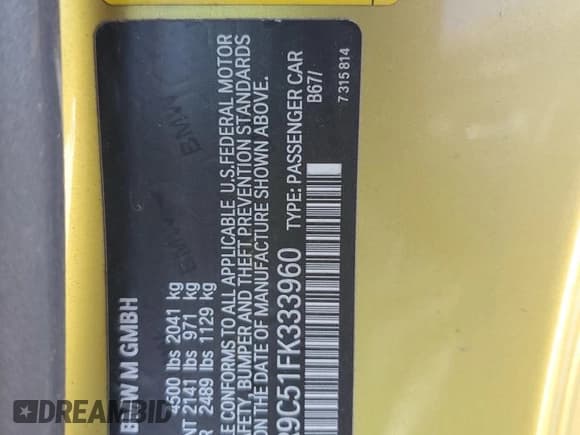 BMW M GMBH
4500 lbs 2041 kg
NT 2141 lbs 971 kg
R 2489 lbs 1129 kg
LE CONFORMS TO ALL APPLICABLE U.S.FEDERAL MOTOR
AFETY, BUMPER AND THEFT PREVENTION STANDARDS
ON THE DATE OF MANUFACTURE SHOWN ABOVE.
9C51FK333960 TYPE: PASSENGER CAR
B67/
7 315 814
DREAMBID